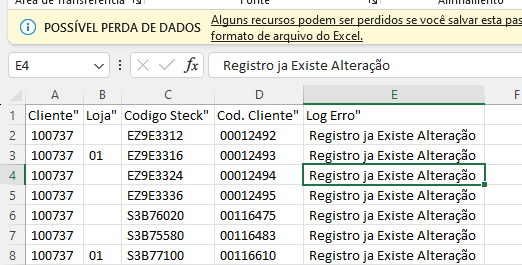 Área de Transferência Fonte Alinhamento
POSSÍVEL PERDA DE DADOS Alguns recursos podem ser perdidos se você salvar esta pas
formato de arquivo do Excel.
E4 fx Registro ja Existe Alteração
A B C D E F
1 Cliente" Loja" Codigo Steck" Cod. Cliente" Log Erro"
2 100737 EZ9E3312 00012492 Registro ja Existe Alteração
3 100737 01 EZ9E3316 00012493 Registro ja Existe Alteração
4 100737 EZ9E3324 00012494 Registro ja Existe Alteração
5 100737 EZ9E3336 00012495 Registro ja Existe Alteração
6 100737 S3B76020 00116475 Registro ja Existe Alteração
7 100737 S3B75580 00116483 Registro ja Existe Alteração
8 100737 01 S3B77100 00116610 Registro ja Existe Alteração